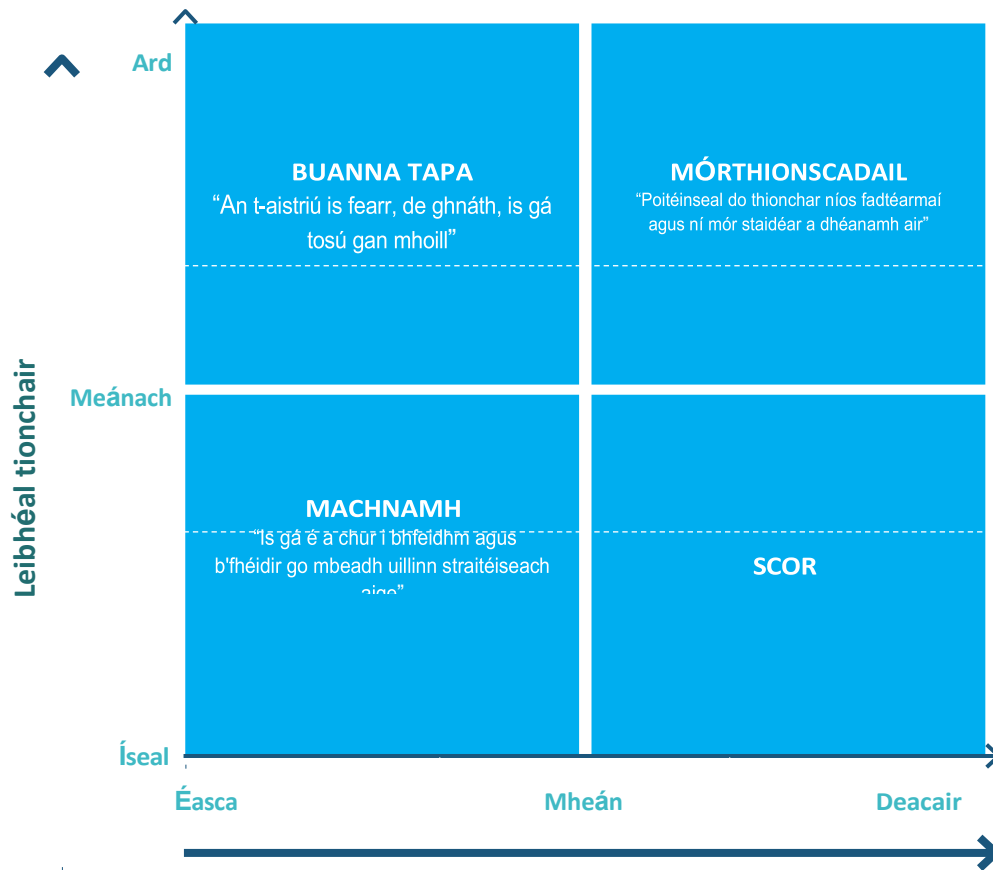 Ard
BUANNA TAPA
“An t-aistriú is fearr, de ghnáth, is gá
tosú gan mhoill”
MÓRTHIONSCADAIL
“Poitéinseal do thionchar níos fadtéarmaí
agus ní mór staidéar a dhéanamh air”
Leibhéal tionchair
Meánach
MACHNAMH
“Is gá é a chur i bhfeidhm agus
b'fhéidir go mbeadh uillinn straitéiseach
aige”
SCOR
Íseal
Éasca
Mheán
Deacair